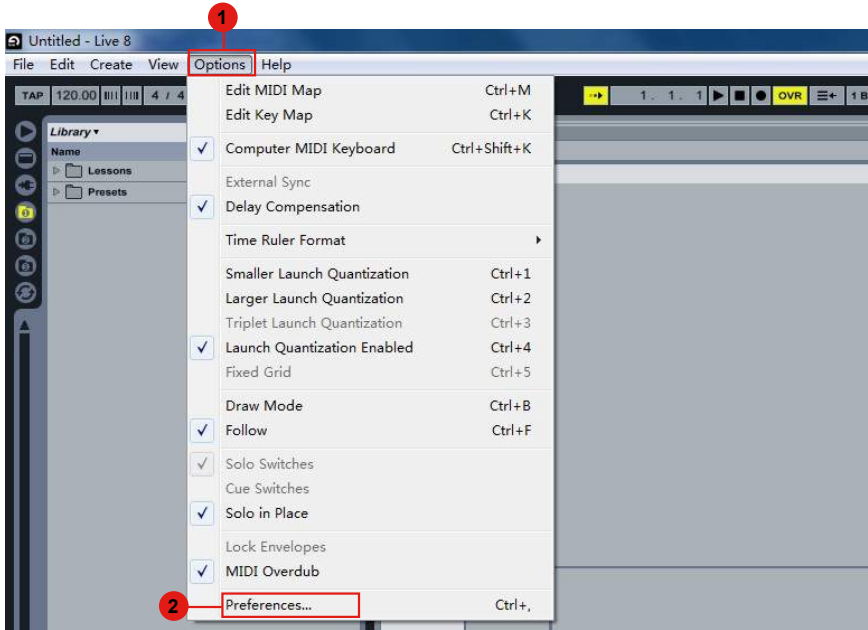 1
Untitled - Live 8
File Edit Create View Options Help
TAP 120.00 4 / 4 1. 1. 1 OVR 1 B
Library
Name
Lessons
Presets
Edit MIDI Map Ctrl+M
Edit Key Map Ctrl+K
Computer MIDI Keyboard Ctrl+Shift+K
External Sync
Delay Compensation
Time Ruler Format
Smaller Launch Quantization Ctrl+1
Larger Launch Quantization Ctrl+2
Triplet Launch Quantization Ctrl+3
Launch Quantization Enabled Ctrl+4
Fixed Grid Ctrl+5
Draw Mode Ctrl+B
Follow Ctrl+F
Solo Switches
Cue Switches
Solo in Place
Lock Envelopes
MIDI Overdub
2 Preferences... Ctrl+,